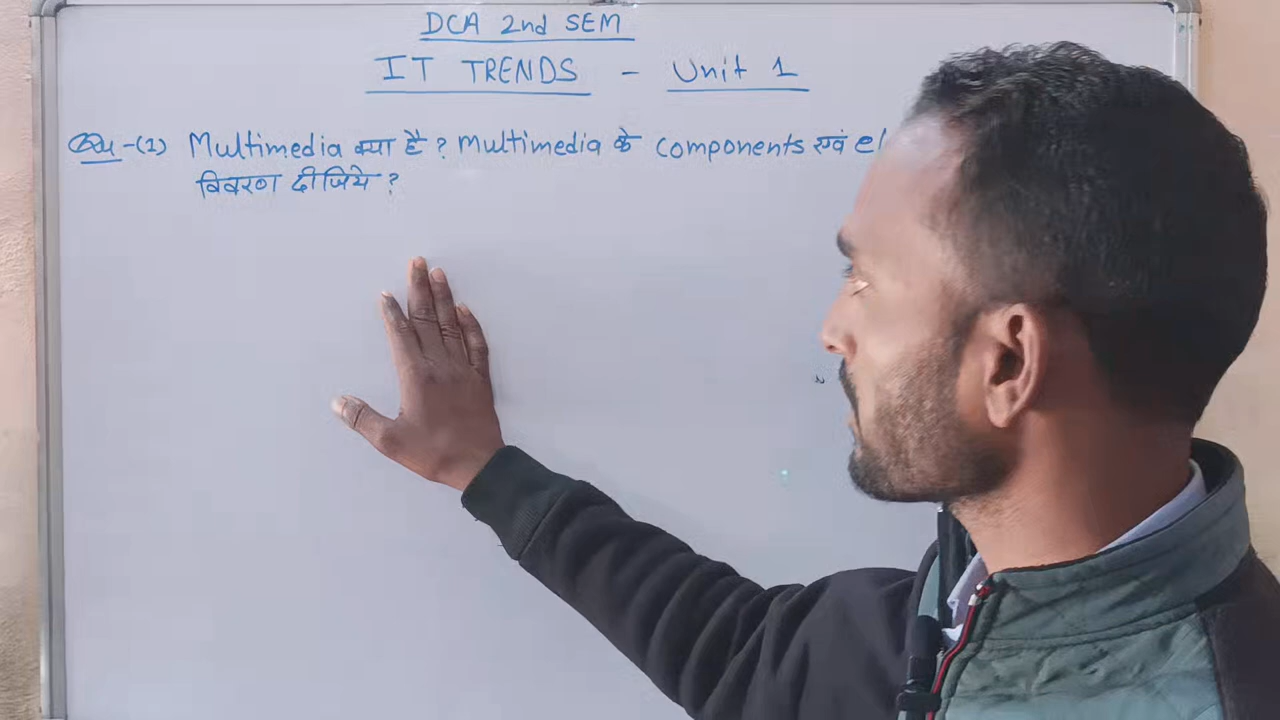 DCA 2nd SEM
IT TRENDS - Unit 1
Qu-(1) Multimedia क्या है ? multimedia के components एवं
विवरण दीजिये ?